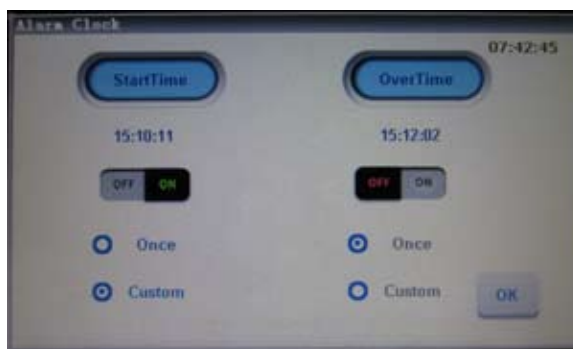 Alarm Clock
07:42:45
StartTime OverTime
15:10:11 15:12:02
OFF ON OFF ON
Once Once
Custom Custom
OK